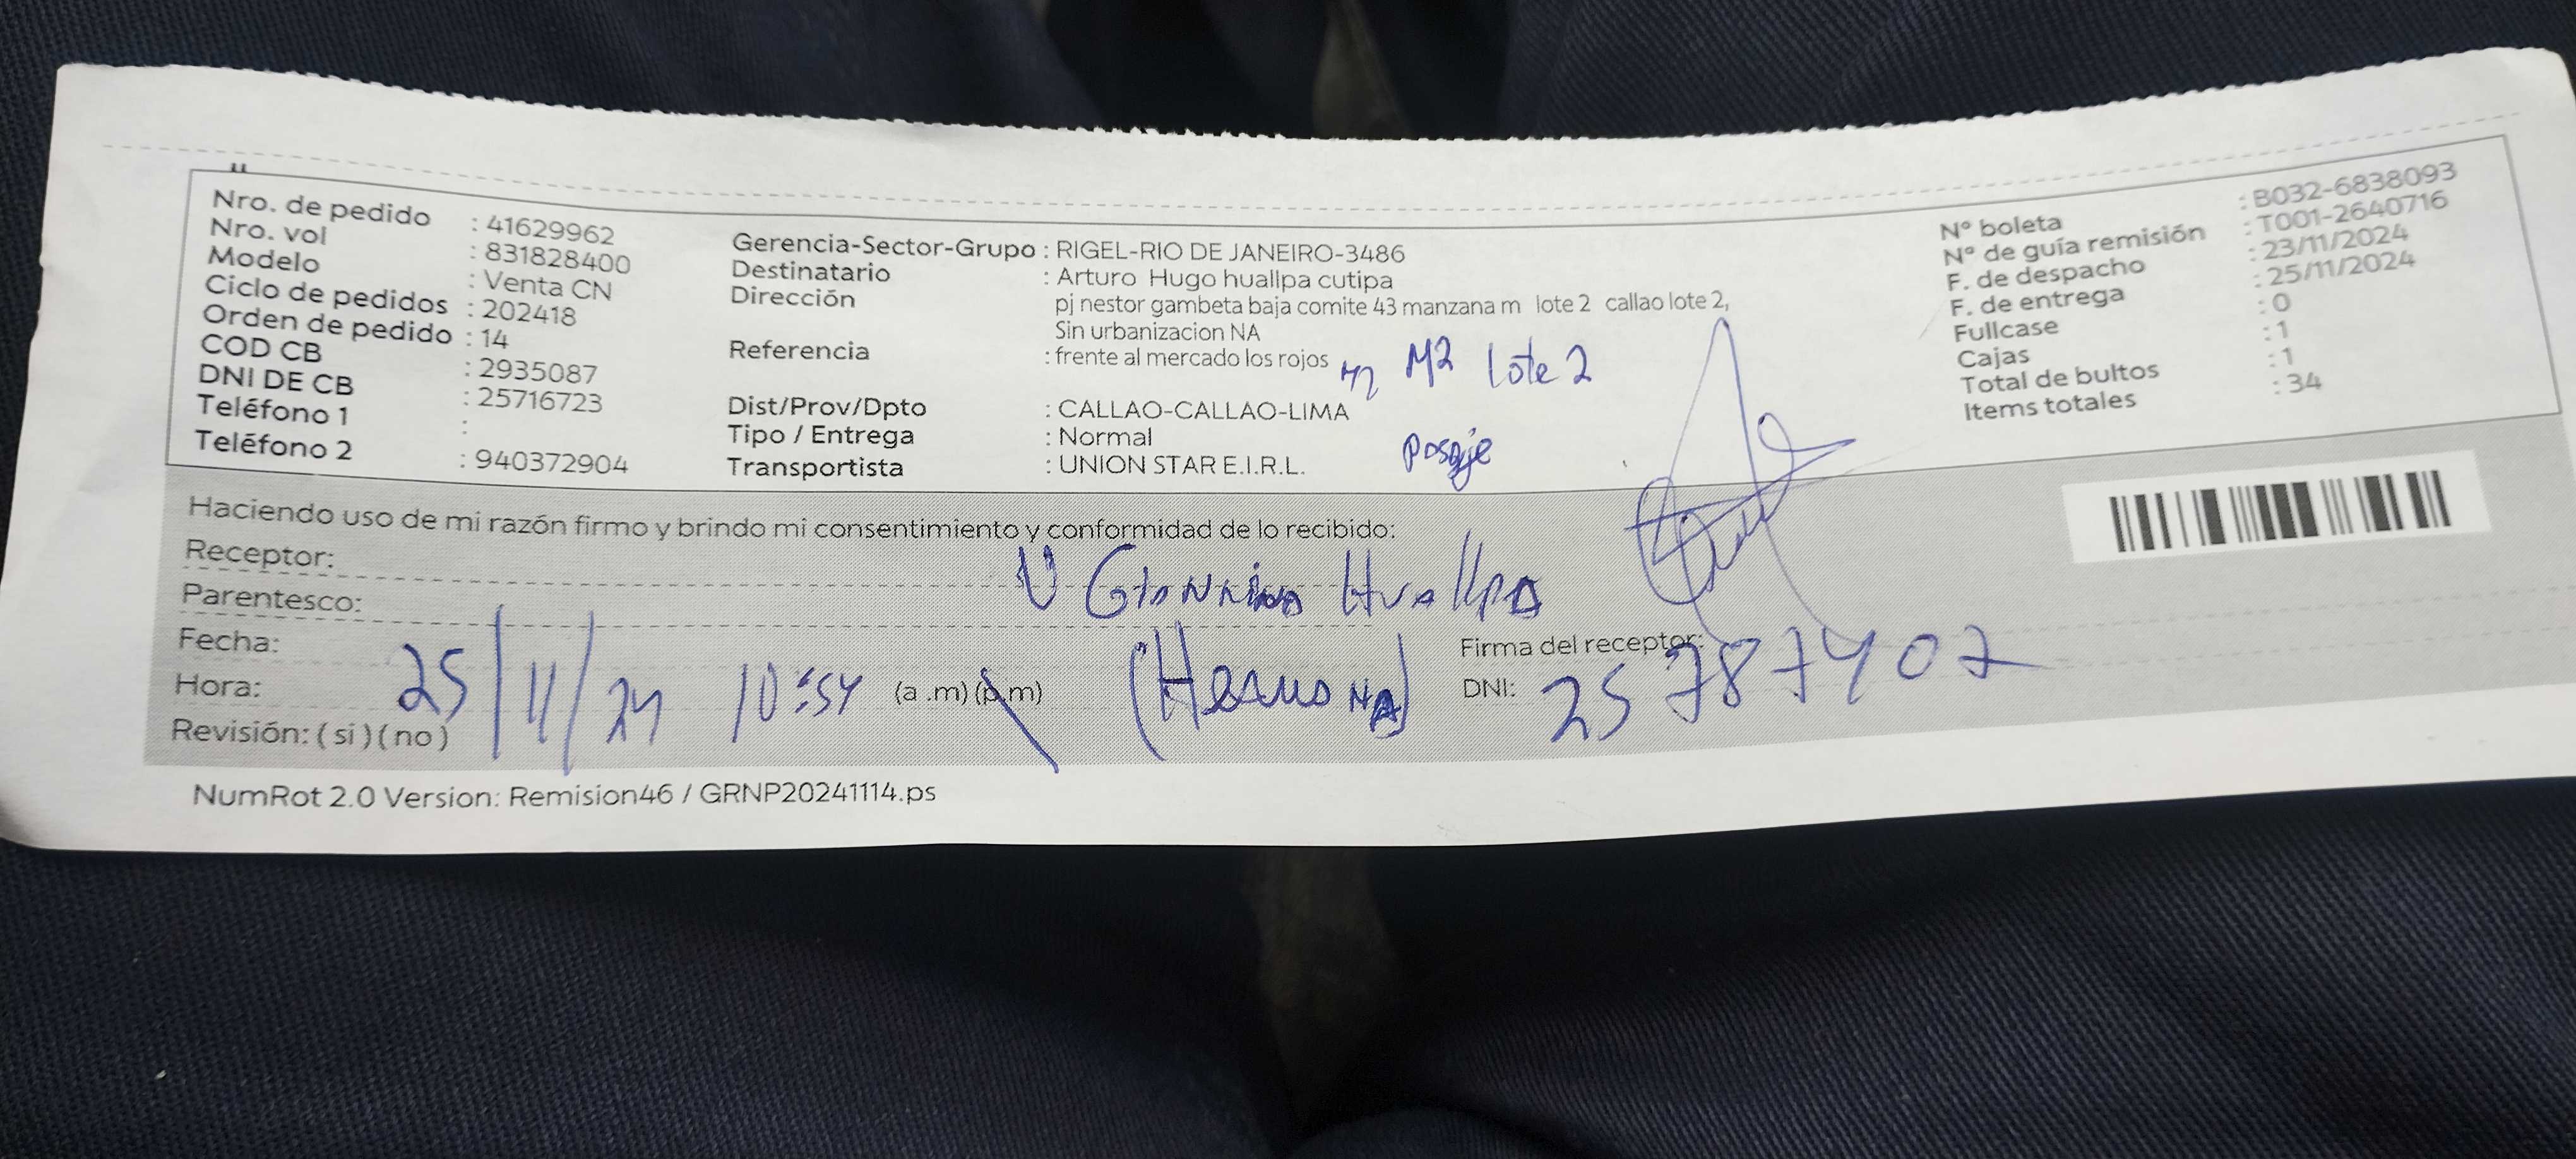 Nro. de pedido : 41629962
Nro. vol : 831828400
Modelo : Venta CN
Ciclo de pedidos : 202418
Orden de pedido : 14
COD CB : 2935087
DNI DE CB : 25716723
Teléfono 1 :
Teléfono 2 : 940372904
Gerencia-Sector-Grupo : RIGEL-RIO DE JANEIRO-3486
Destinatario : Arturo Hugo huallpa cutipa
Dirección
pj nestor gambeta baja comite 43 manzana m lote 2 callao lote 2,
Sin urbanizacion NA
Referencia : frente al mercado los rojos
M2 lote 2
Dist/Prov/Dpto : CALLAO-CALLAO-LIMA
Tipo / Entrega : Normal
Transportista : UNION STAR E.I.R.L.
Pasaje
N° boleta : B032-6838093
N° de guía remisión : T001-2640716
F. de despacho : 23/11/2024
F. de entrega : 25/11/2024
Fullcase : 0
Cajas : 1
Total de bultos : 1
Items totales : 34
Haciendo uso de mi razón firmo y brindo mi consentimiento y conformidad de lo recibido:
Receptor:
Huallpa
Parentesco:
(Hermana)
Fecha: 25/11/24
Hora: 10:54 (a .m) (p.m)
Revisión: ( si ) ( no )
Firma del receptor:
DNI: 25787407
NumRot 2.0 Version: Remision46 / GRNP20241114.ps